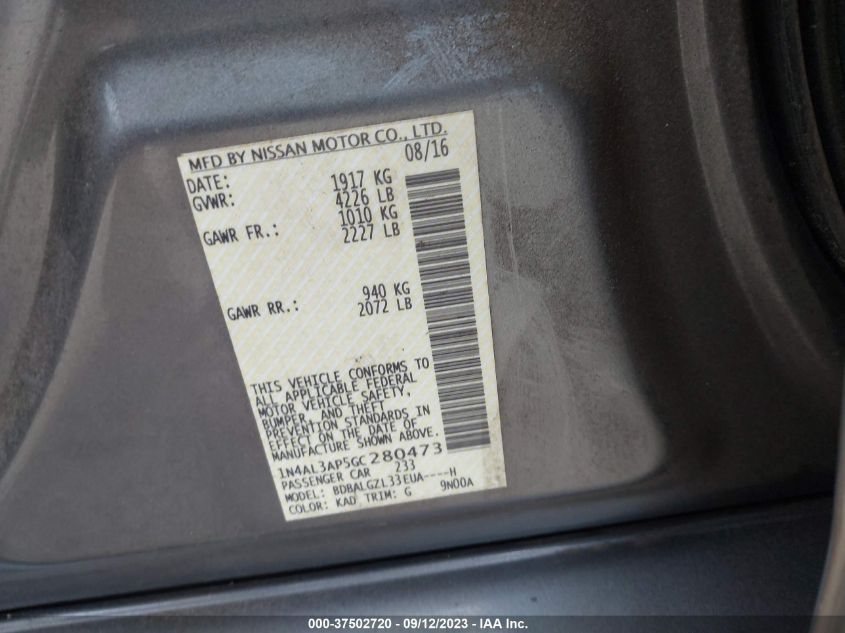 MFD BY NISSAN MOTOR CO., LTD.
DATE: 08/16
GVWR: 1917 KG
4226 LB
GAWR FR.: 1010 KG
2227 LB
GAWR RR.: 940 KG
2072 LB
THIS VEHICLE CONFORMS TO
ALL APPLICABLE FEDERAL
MOTOR VEHICLE SAFETY,
BUMPER, AND THEFT
PREVENTION STANDARDS IN
EFFECT ON THE DATE OF
MANUFACTURE SHOWN ABOVE.
1N4AL3AP5GC280473
PASSENGER CAR 233
MODEL: BDBALGZL33EUA----H
COLOR: KAD TRIM: G 9N00A
000-37502720 - 09/12/2023 - IAA Inc.